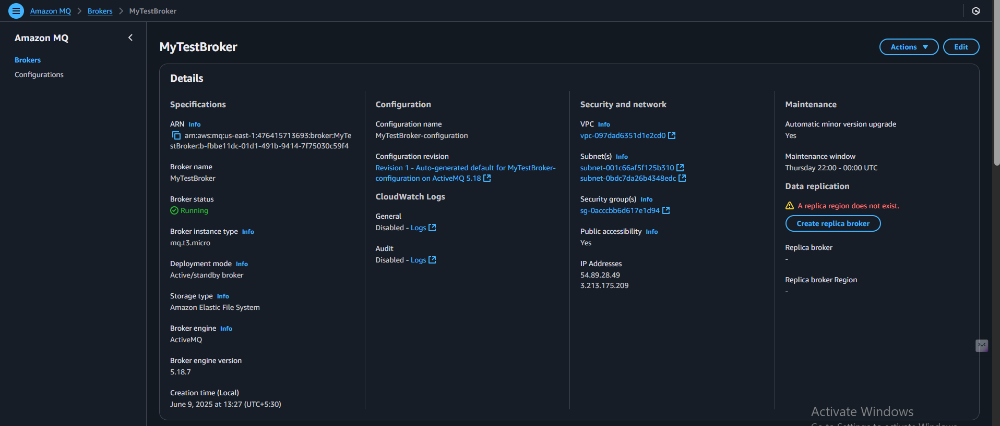 Amazon MQ > Brokers > MyTestBroker
Amazon MQ
Brokers
Configurations
MyTestBroker
Actions
Edit
Details
Specifications
ARN Info
arn:aws:mq:us-east-1:476415713693:broker:MyTe
stBroker:b-fbbe11dc-01d1-491b-9414-7f75030c59f4
Broker name
MyTestBroker
Broker status
Running
Broker instance type Info
mq.t3.micro
Deployment mode Info
Active/standby broker
Storage type Info
Amazon Elastic File System
Broker engine Info
ActiveMQ
Broker engine version
5.18.7
Creation time (Local)
June 9, 2025 at 13:27 (UTC+5:30)
Configuration
Configuration name
MyTestBroker-configuration
Configuration revision
Revision 1 - Auto-generated default for MyTestBroker-
configuration on ActiveMQ 5.18
CloudWatch Logs
General
Disabled - Logs
Audit
Disabled - Logs
Security and network
VPC Info
vpc-097dad6351d1e2cd0
Subnet(s) Info
subnet-001c66af5f125b310
subnet-0bdc7da26b4348edc
Security group(s) Info
sg-0acccbb6d617e1d94
Public accessibility Info
Yes
IP Addresses
54.89.28.49
3.213.175.209
Maintenance
Automatic minor version upgrade
Yes
Maintenance window
Thursday 22:00 - 00:00 UTC
Data replication
A replica region does not exist.
Create replica broker
Replica broker
-
Replica broker Region
-
Activate Windows
Go to Settings to activate Windows.